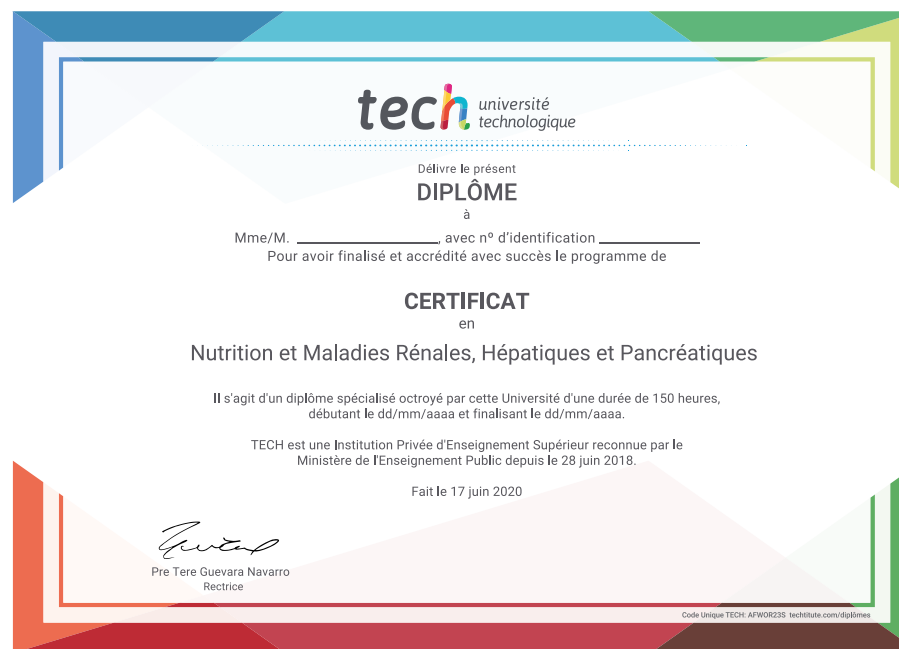 tech université
technologique
Délivre le présent
DIPLÔME
à
Mme/M. ____________________, avec nº d'identification ______________
Pour avoir finalisé et accrédité avec succès le programme de
CERTIFICAT
en
Nutrition et Maladies Rénales, Hépatiques et Pancréatiques
Il s'agit d'un diplôme spécialisé octroyé par cette Université d'une durée de 150 heures,
débutant le dd/mm/aaaa et finalisant le dd/mm/aaaa.
TECH est une Institution Privée d'Enseignement Supérieur reconnue par le
Ministère de l'Enseignement Public depuis le 28 juin 2018.
Fait le 17 juin 2020
Pre Tere Guevara Navarro
Rectrice
Code Unique TECH: AFWOR23S techtitute.com/diplômes